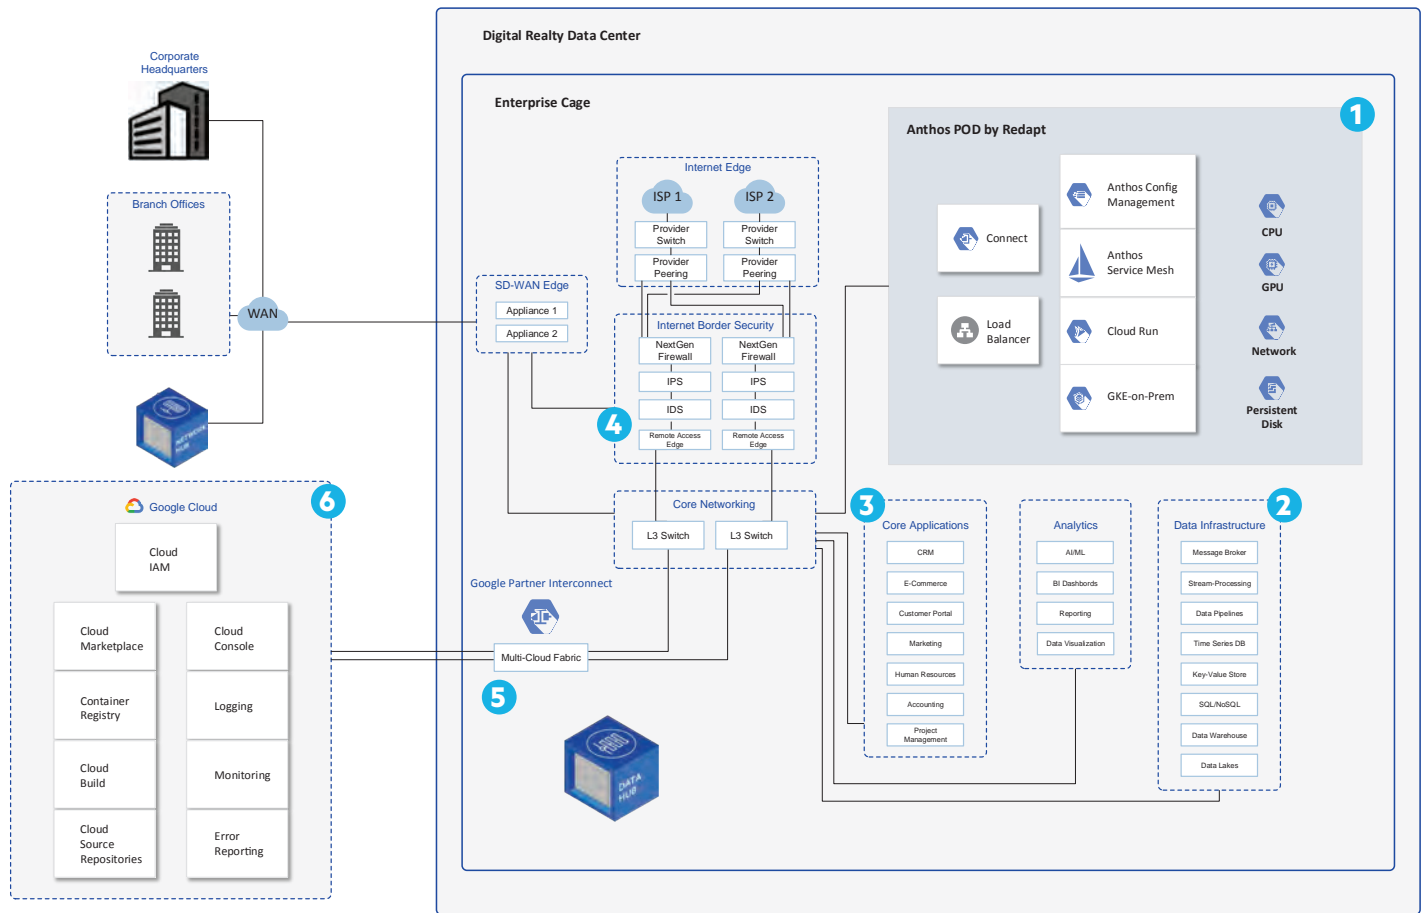 Digital Realty Data Center
Corporate
Headquarters
Enterprise Cage
1
Anthos POD by Redapt
Internet Edge
ISP 1
ISP 2
Provider
Switch
Provider
Switch
Provider
Peering
Provider
Peering
Branch Offices
WAN
SD-WAN Edge
Appliance 1
Appliance 2
Internet Border Security
NextGen
Firewall
NextGen
Firewall
IPS
IPS
IDS
IDS
4
Remote Access
Edge
Remote Access
Edge
Connect
Load
Balancer
Anthos Config
Management
Anthos
Service Mesh
Cloud Run
GKE-on-Prem
CPU
GPU
Network
Persistent
Disk
NETWORK
HUB
6
Google Cloud
Cloud
IAM
Cloud
Marketplace
Cloud
Console
Container
Registry
Logging
Cloud
Build
Monitoring
Cloud
Source
Repositories
Error
Reporting
Core Networking
L3 Switch
L3 Switch
Google Partner Interconnect
Multi-Cloud Fabric
5
DATA
HUB
3
Core Applications
CRM
E-Commerce
Customer Portal
Marketing
Human Resources
Accounting
Project
Management
Analytics
AI/ML
BI Dashbords
Reporting
Data Visualization
2
Data Infrastructure
Message Broker
Stream-Processing
Data Pipelines
Time Series DB
Key-Value Store
SQL/NoSQL
Data Warehouse
Data Lakes